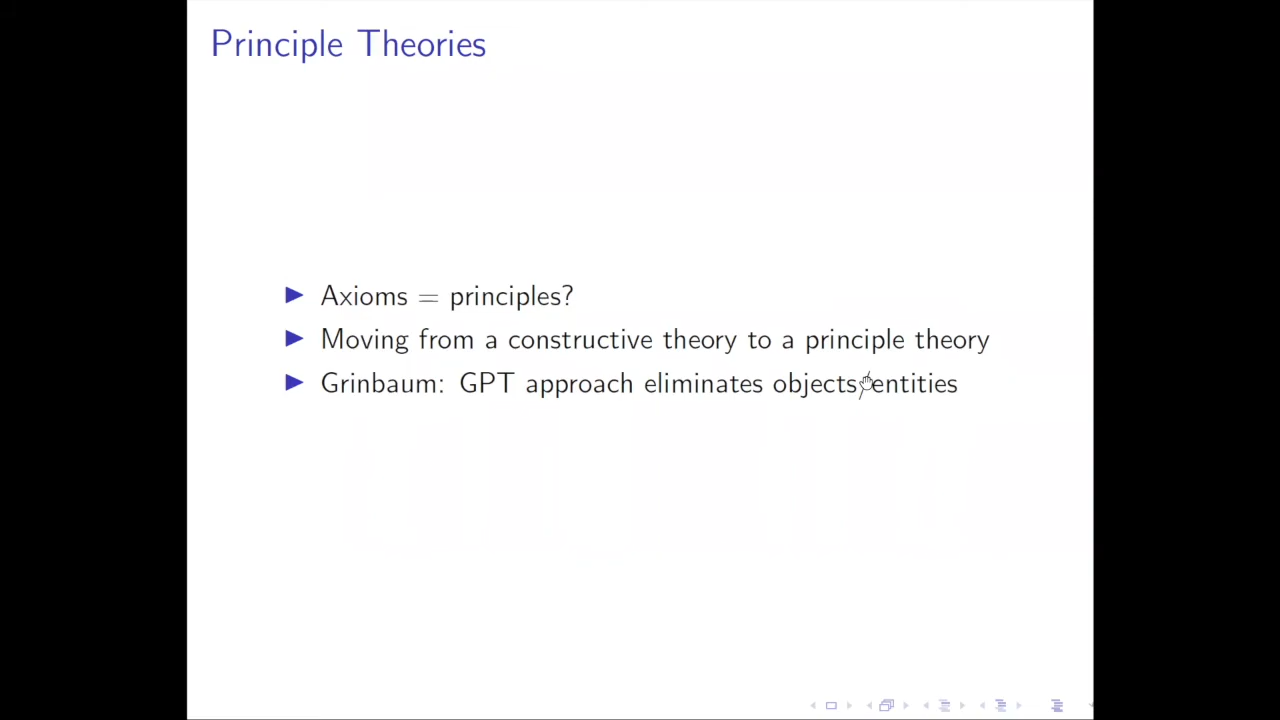 Principle Theories
Axioms = principles?
Moving from a constructive theory to a principle theory
Grinbaum: GPT approach eliminates objects/entities